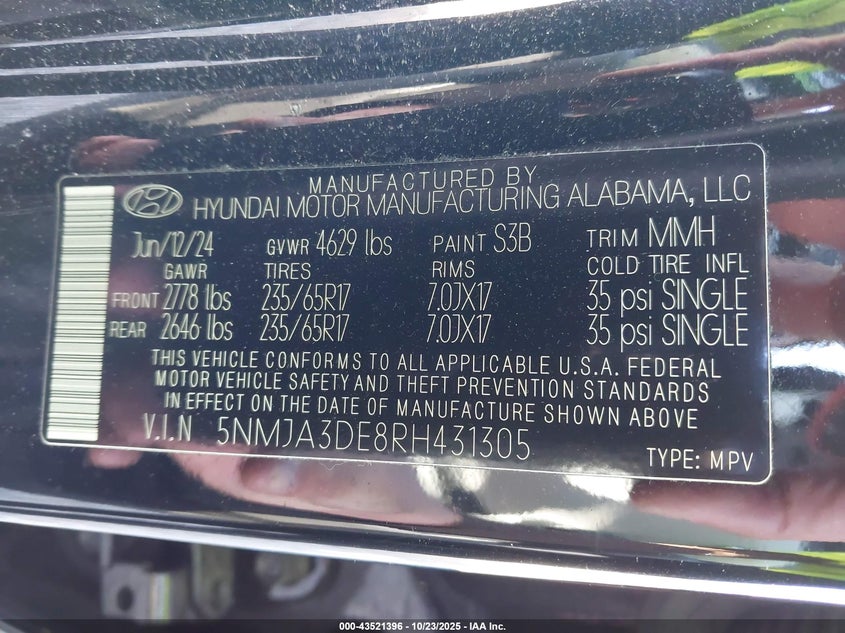 MANUFACTURED BY
HYUNDAI MOTOR MANUFACTURING ALABAMA, LLC
Jun/12/24 GVWR 4629 lbs PAINT S3B TRIM MMH
GAWR TIRES RIMS COLD TIRE INFL
FRONT 2778 lbs 235/65R17 7.0JX17 35 psi SINGLE
REAR 2646 lbs 235/65R17 7.0JX17 35 psi SINGLE
THIS VEHICLE CONFORMS TO ALL APPLICABLE U.S.A. FEDERAL
MOTOR VEHICLE SAFETY AND THEFT PREVENTION STANDARDS
IN EFFECT ON THE DATE OF MANUFACTURE SHOWN ABOVE
V.I.N 5NMJA3DE8RH431305
TYPE: MPV
000-43521396 - 10/23/2025 - IAA Inc.